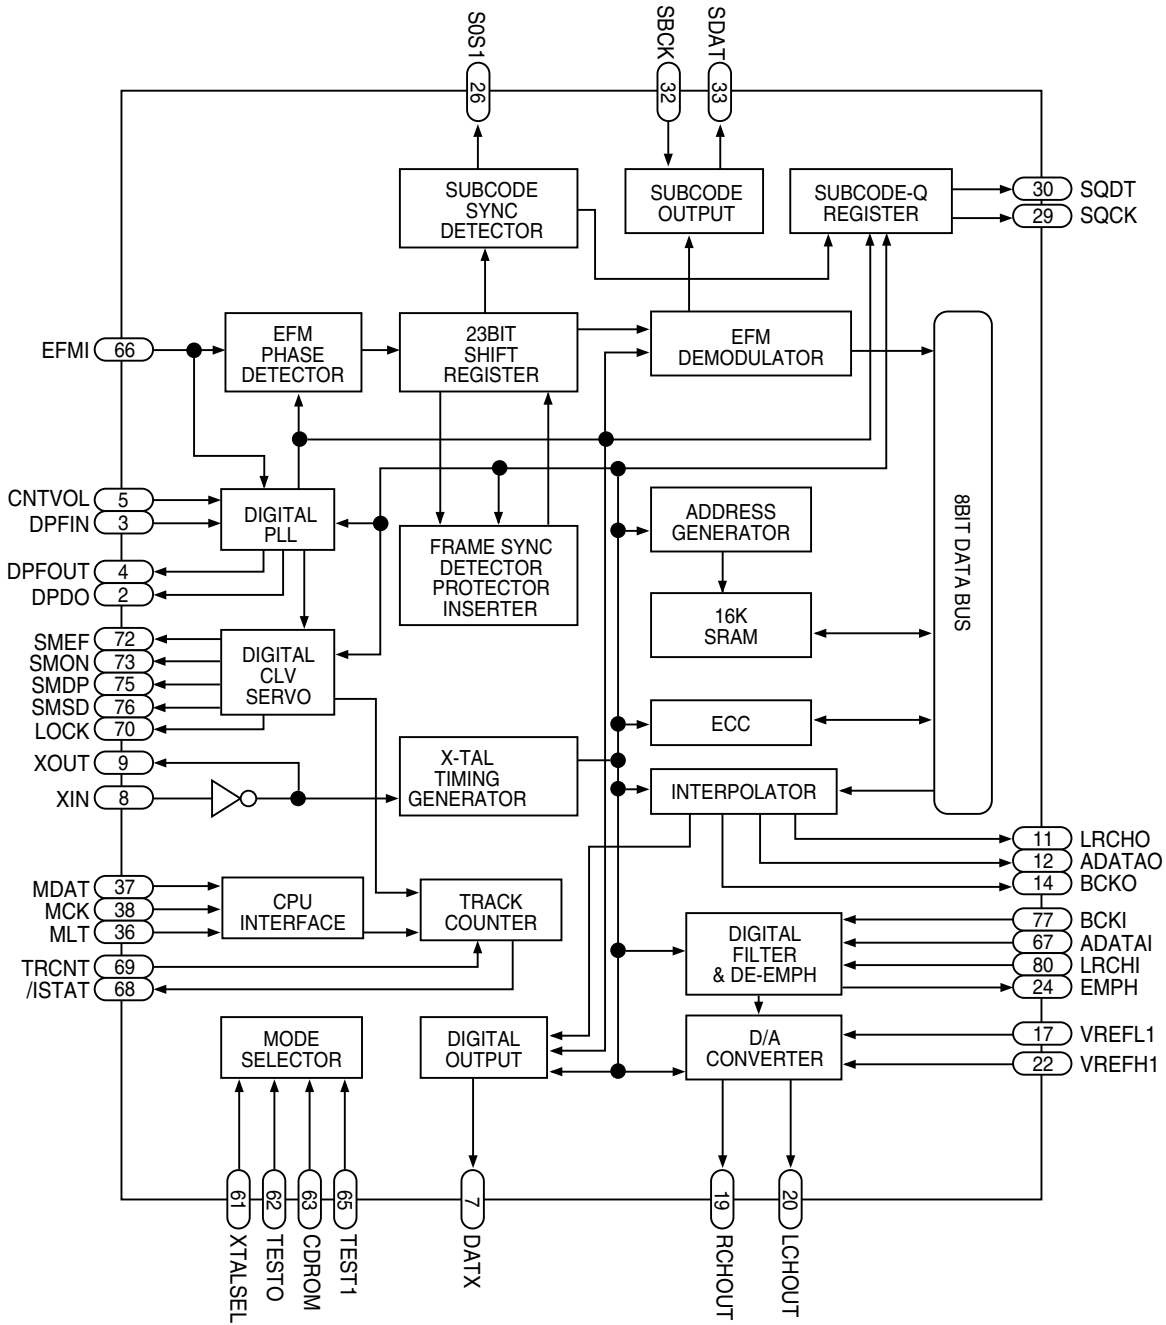 S0S1
SBCK
SDAT
26
32
33
SUBCODE
SYNC
DETECTOR
SUBCODE
OUTPUT
SUBCODE-Q
REGISTER
30 SQDT
29 SQCK
EFMI 66
EFM
PHASE
DETECTOR
23BIT
SHIFT
REGISTER
EFM
DEMODULATOR
8BIT DATA BUS
CNTVOL 5
DPFIN 3
DIGITAL
PLL
DPFOUT 4
DPDO 2
FRAME SYNC
DETECTOR
PROTECTOR
INSERTER
ADDRESS
GENERATOR
16K
SRAM
SMEF 72
SMON 73
SMDP 75
SMSD 76
LOCK 70
DIGITAL
CLV
SERVO
ECC
XOUT 9
XIN 8
X-TAL
TIMING
GENERATOR
INTERPOLATOR
11 LRCHO
12 ADATAO
14 BCKO
MDAT 37
MCK 38
MLT 36
CPU
INTERFACE
TRACK
COUNTER
TRCNT 69
/ISTAT 68
DIGITAL
FILTER
& DE-EMPH
77 BCKI
67 ADATAI
80 LRCHI
24 EMPH
MODE
SELECTOR
DIGITAL
OUTPUT
D/A
CONVERTER
17 VREFL1
22 VREFH1
61
62
63
65
7
19
20
XTALSEL
TESTO
CDROM
TEST1
DATX
RCHOUT
LCHOUT